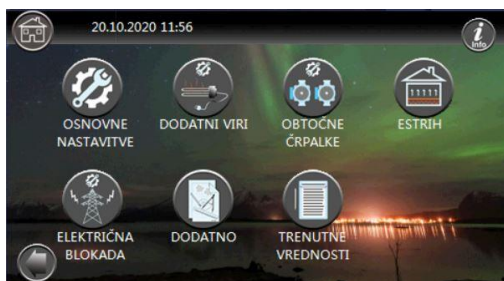 20.10.2020 11:56
Info
OSNOVNE
NASTAVITVE
DODATNI VIRI
OBTOČNE
ČRPALKE
ESTRIH
ELEKTRIČNA
BLOKADA
DODATNO
TRENUTNE
VREDNOSTI